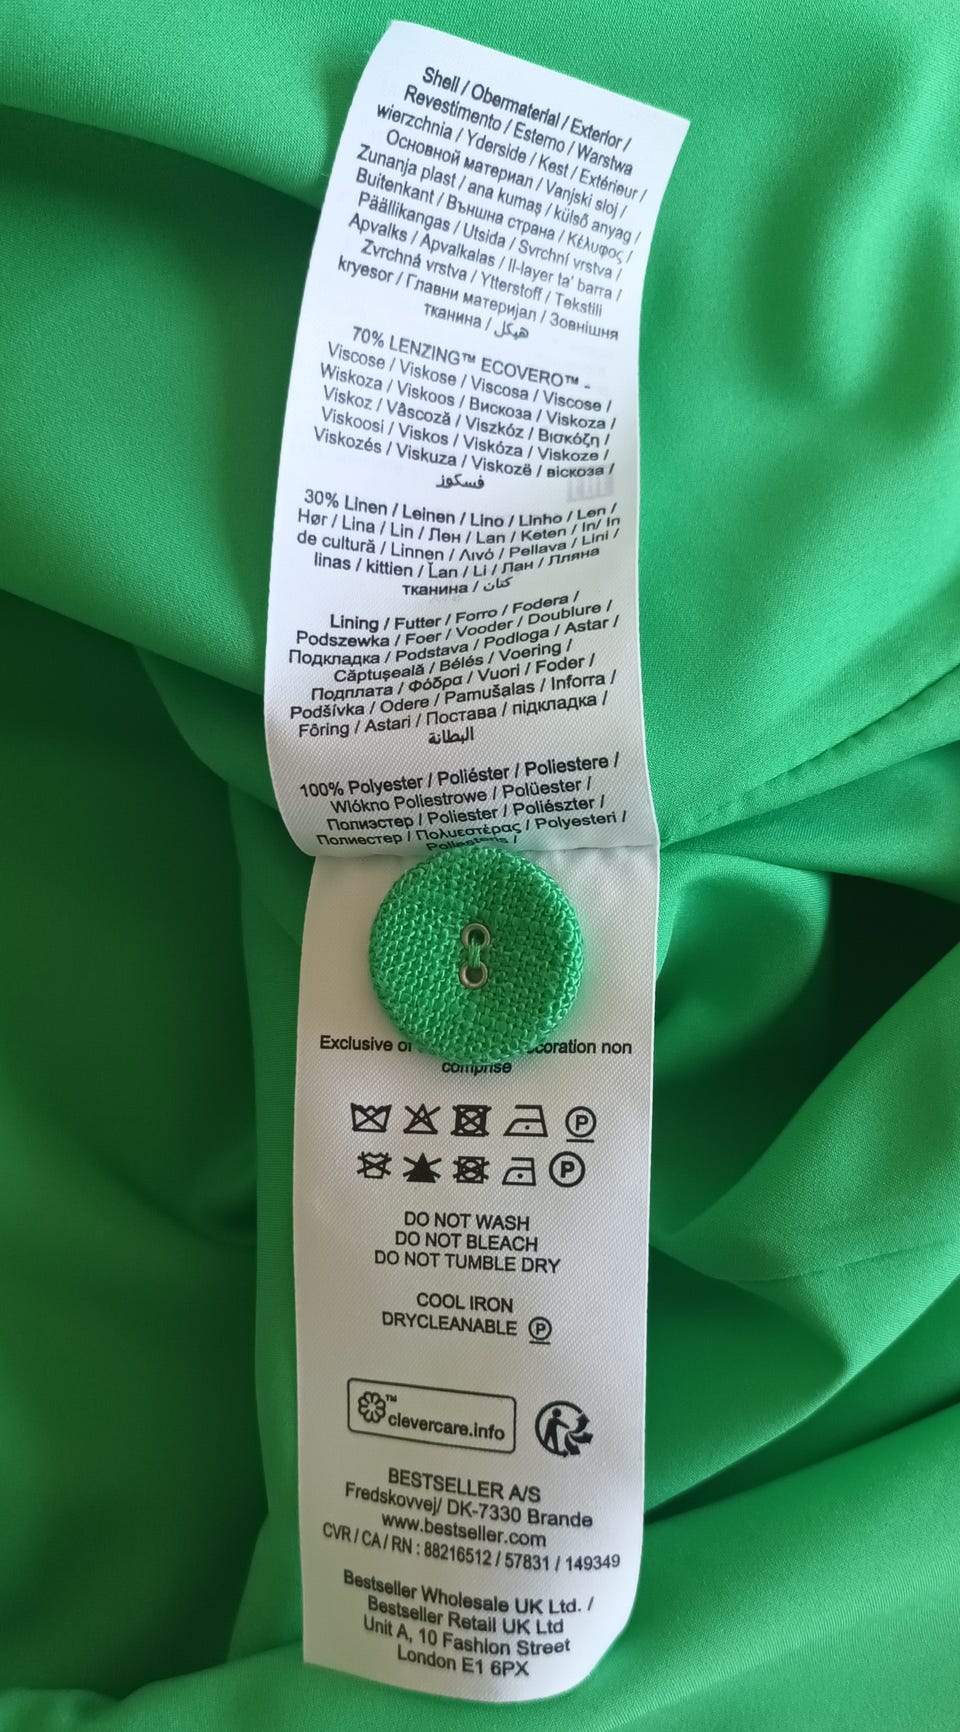 Shell / Obermaterial / Exterior /
Revestimento / Esterno / Warstwa
wierzchnia / Yderside / Kest / Extérieur /
Основной материал / Vanjski sloj /
Zunanja plast / ana kumaş / külső anyag /
Buitenkant / Външна страна / Κέλυφος /
Päällikangas / Utsida / Svrchní vrstva /
Apvalks / Apvalkalas / Il-layer ta' barra /
Zvrchná vrstva / Ytterstoff / Tekstili
kryesor / Главни материјал / Зовнішня
тканина / هيكل
70% LENZING™ ECOVERO™ -
Viscose / Viskose / Viscosa / Viscose /
Wiskoza / Viskoos / Вискоза / Viskoza /
Viskoz / Vâscoză / Viszkóz / Βισκόζη /
Viskoosi / Viskos / Viskóza / Viskoze /
Viskozės / Viskuza / Viskozë / віскоза /
فسكوز
30% Linen / Leinen / Lino / Linho / Len /
Hør / Lina / Lin / Лен / Lan / Keten / In/ In
de cultură / Linnen / Λινό / Pellava / Lini /
linas / kittien / Ľan / Li / Лан / Лляна
тканина / كتان
Lining / Futter / Forro / Fodera /
Podszewka / Foer / Vooder / Doublure /
Подкладка / Podstava / Podloga / Astar /
Căptușeală / Bélés / Voering /
Подплата / Φόδρα / Vuori / Foder /
Podšívka / Odere / Pamušalas / Inforra /
Fôring / Astari / Постава / підкладка /
البطانة
100% Polyester / Poliéster / Poliestere /
Wlókno Poliestrowe / Polüester /
Полиэстер / Poliester / Poliészter /
Полиестер / Πολυεστέρας / Polyesteri /
Exclusive non
comprise
DO NOT WASH
DO NOT BLEACH
DO NOT TUMBLE DRY
COOL IRON
DRYCLEANABLE Ⓟ
clevercare.info™
BESTSELLER A/S
Fredskovvej/ DK-7330 Brande
www.bestseller.com
CVR / CA / RN : 88216512 / 57831 / 149349
Bestseller Wholesale UK Ltd. /
Bestseller Retail UK Ltd
Unit A, 10 Fashion Street
London E1 6PX